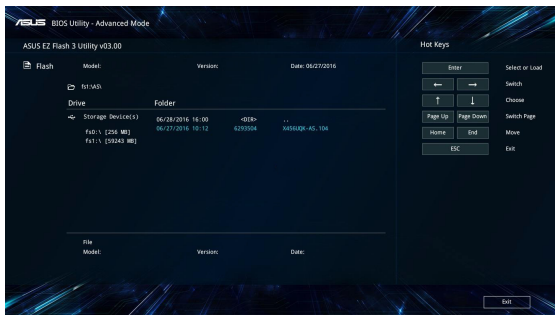 ASUS BIOS Utility - Advanced Mode
ASUS EZ Flash 3 Utility v03.00
Hot Keys
Flash
Model: Version: Date: 06/27/2016
fs1:\AS\
Drive Folder
Storage Device(s)
fs0:\ [256 MB]
fs1:\ [59243 MB]
06/28/2016 16:00 <DIR> ..
06/27/2016 10:12 6293504 X456UQK-AS.104
Enter Select or Load
← → Switch
↑ ↓ Choose
Page Up Page Down Switch Page
Home End Move
ESC Exit
File
Model: Version: Date:
Exit